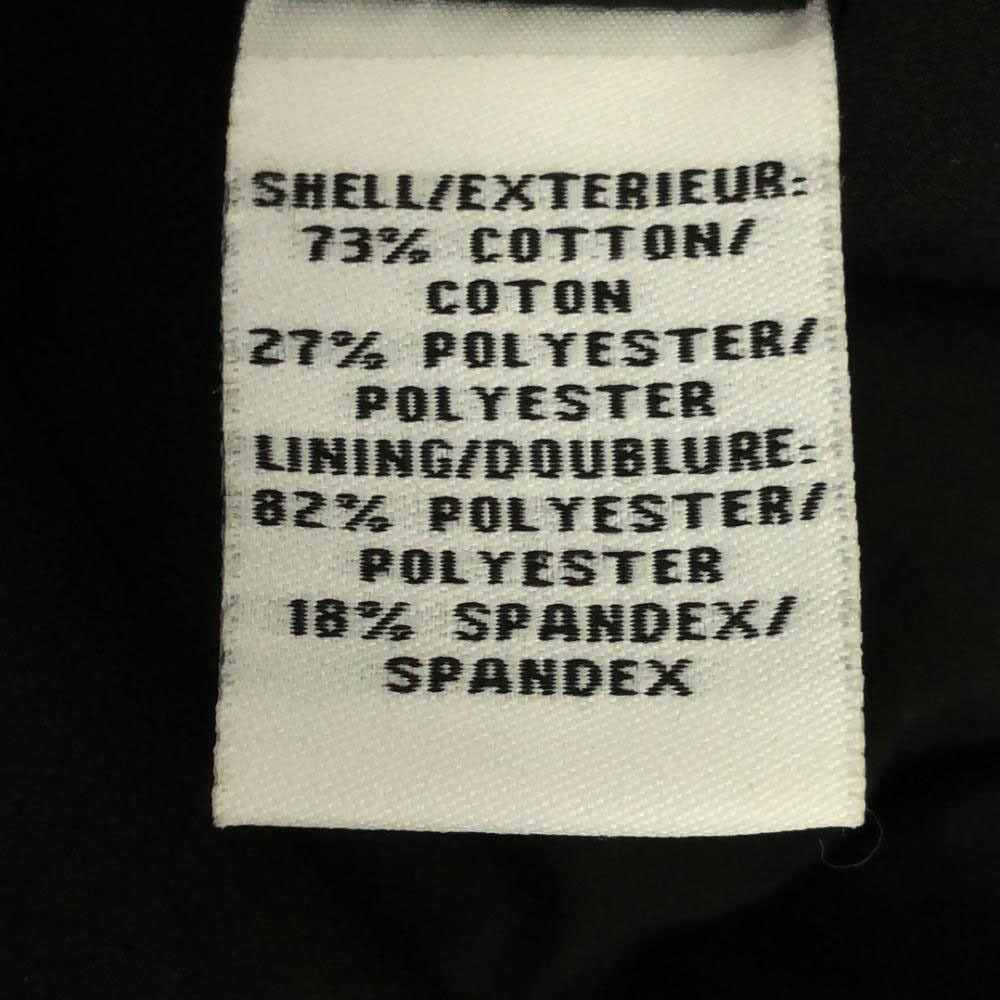 SHELL/EXTERIEUR:
73% COTTON/
COTON
27% POLYESTER/
POLYESTER
LINING/DOUBLURE:
82% POLYESTER/
POLYESTER
18% SPANDEX/
SPANDEX